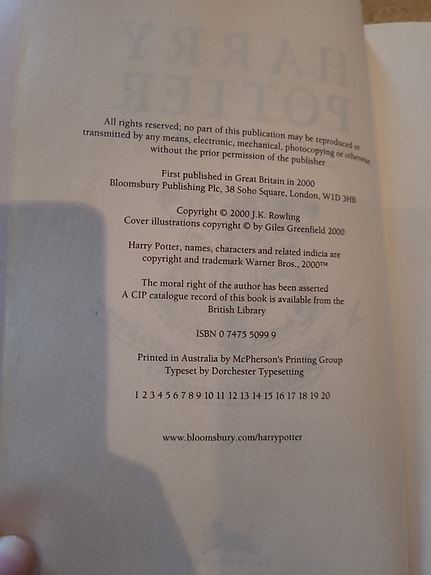 HARRY
POTTER
All rights reserved; no part of this publication may be reproduced or
transmitted by any means, electronic, mechanical, photocopying or otherwise,
without the prior permission of the publisher
First published in Great Britain in 2000
Bloomsbury Publishing Plc, 38 Soho Square, London, W1D 3HB
Copyright © 2000 J.K. Rowling
Cover illustrations copyright © by Giles Greenfield 2000
Harry Potter, names, characters and related indicia are
copyright and trademark Warner Bros., 2000™
The moral right of the author has been asserted
A CIP catalogue record of this book is available from the
British Library
ISBN 0 7475 5099 9
Printed in Australia by McPherson's Printing Group
Typeset by Dorchester Typesetting
1 2 3 4 5 6 7 8 9 10 11 12 13 14 15 16 17 18 19 20
www.bloomsbury.com/harrypotter